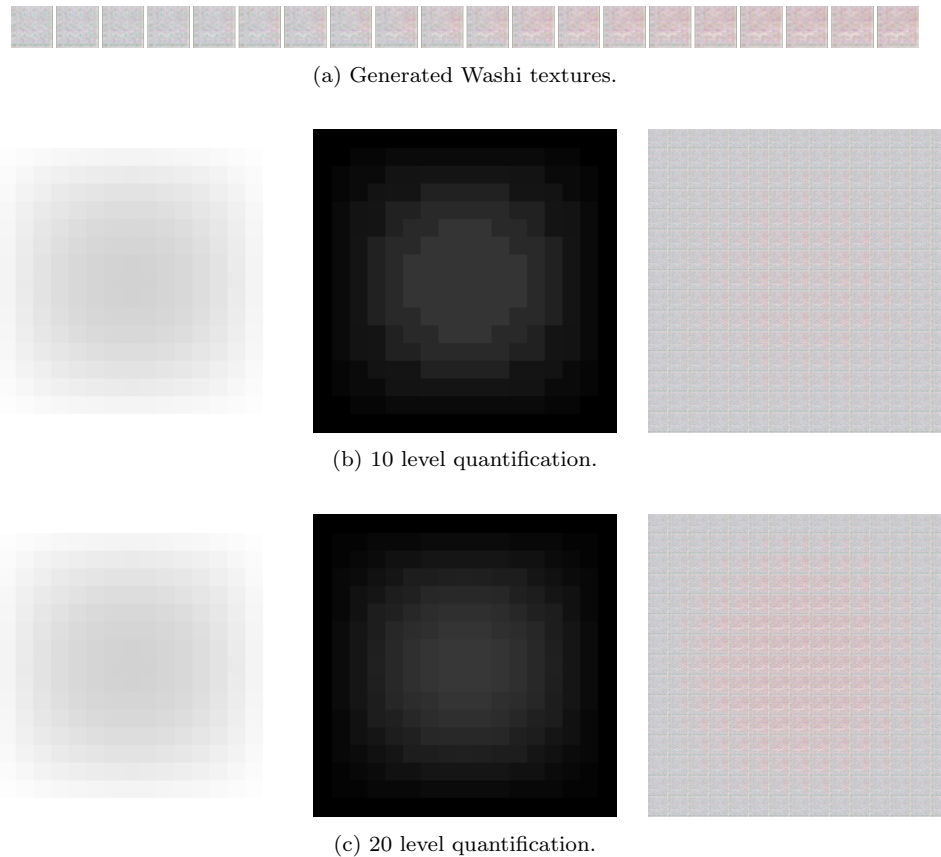 (a) Generated Washi textures.
(b) 10 level quantification.
(c) 20 level quantification.